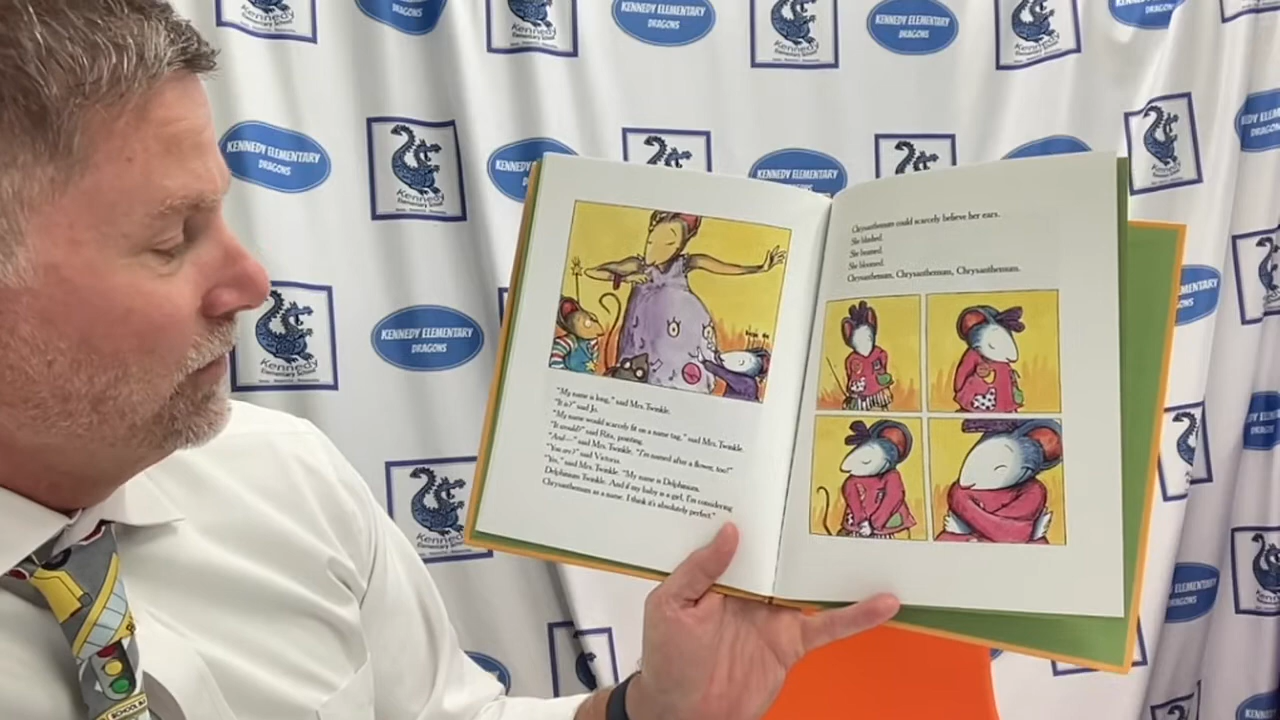 Kennedy
Elementary School
KENNEDY ELEMENTARY
DRAGONS
"My name is long," said Mrs. Twinkle.
"It is?" said Jo.
"My name would scarcely fit on a name tag," said Mrs. Twinkle.
"It would?" said Rita, pointing.
"And—" said Mrs. Twinkle. "I'm named after a flower, too!"
"You are?" said Victoria.
"Yes," said Mrs. Twinkle. "My name is Delphinium.
Delphinium Twinkle. And if my baby is a girl, I'm considering
Chrysanthemum as a name. I think it's absolutely perfect."
Chrysanthemum could scarcely believe her ears.
She blushed.
She beamed.
She bloomed.
Chrysanthemum, Chrysanthemum, Chrysanthemum.
SCHOOL BU